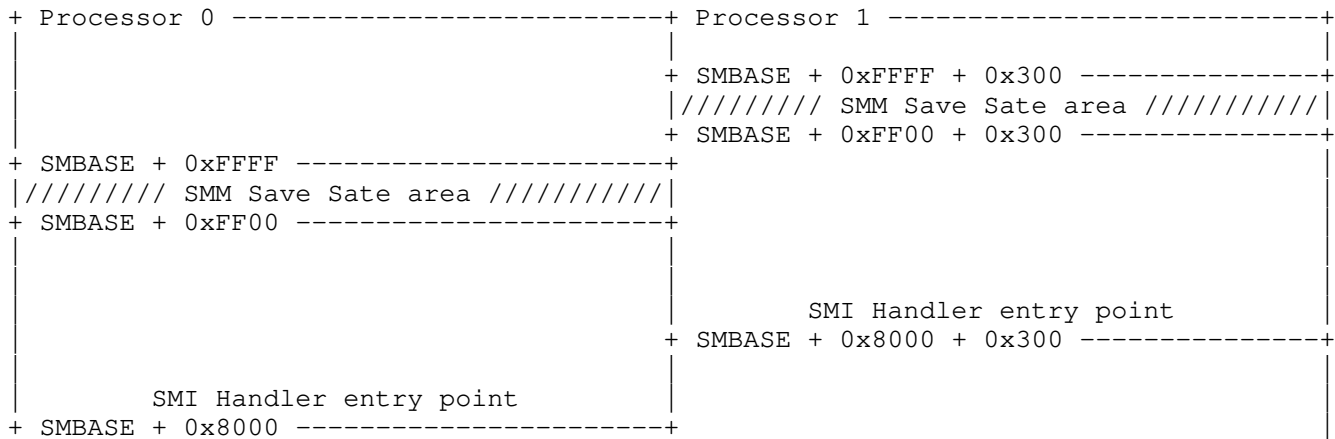 + Processor 0 ---------------------------+ Processor 1 ---------------------------+
+ SMBASE + 0xFFFF + 0x300 ---------------+
|///////// SMM Save Sate area ///////////|
+ SMBASE + 0xFF00 + 0x300 ---------------+
+ SMBASE + 0xFFFF -----------------------+
|///////// SMM Save Sate area ///////////|
+ SMBASE + 0xFF00 -----------------------+
SMI Handler entry point
+ SMBASE + 0x8000 + 0x300 ---------------+
SMI Handler entry point
+ SMBASE + 0x8000 -----------------------+